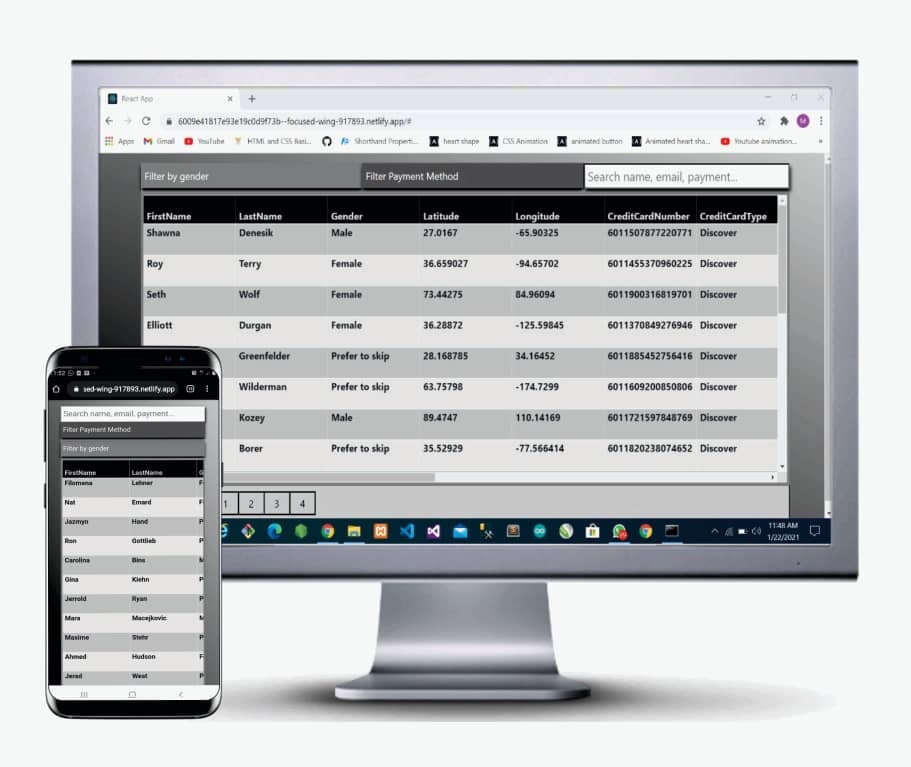 React App
6009e41817e93e19c0d9f73b--focused-wing-917893.netlify.app/#
M
Apps Gmail YouTube HTML and CSS Basi... Shorthand Properti... heart shape CSS Animation animated button Animated heart sha... Youtube animation... »
Filter by gender Filter Payment Method Search name, email, payment...
FirstName LastName Gender Latitude Longitude CreditCardNumber CreditCardType
Shawna Denesik Male 27.0167 -65.90325 6011507877220771 Discover
Roy Terry Female 36.659027 -94.65702 6011455370960225 Discover
Seth Wolf Female 73.44275 84.96094 6011900316819701 Discover
Elliott Durgan Female 36.28872 -125.59845 6011370849276946 Discover
Greenfelder Prefer to skip 28.168785 34.16452 6011885452756416 Discover
Wilderman Prefer to skip 63.75798 -174.7299 6011609200850806 Discover
Kozey Male 89.4747 110.14169 6011721597848769 Discover
Borer Prefer to skip 35.52929 -77.566414 6011820238074652 Discover
1 2 3 4
11:48 AM
1/22/2021
1:52
sed-wing-917893.netlify.app
Search name, email, payment...
Filter Payment Method
Filter by gender
FirstName LastName G
Filomena Lehner F
Nat Emard F
Jazmyn Hand P
Ron Gottlieb P
Carolina Bins M
Gina Kiehn P
Jerrold Ryan P
Mara Macejkovic M
Maxime Stehr P
Ahmed Hudson F
Jerad West P